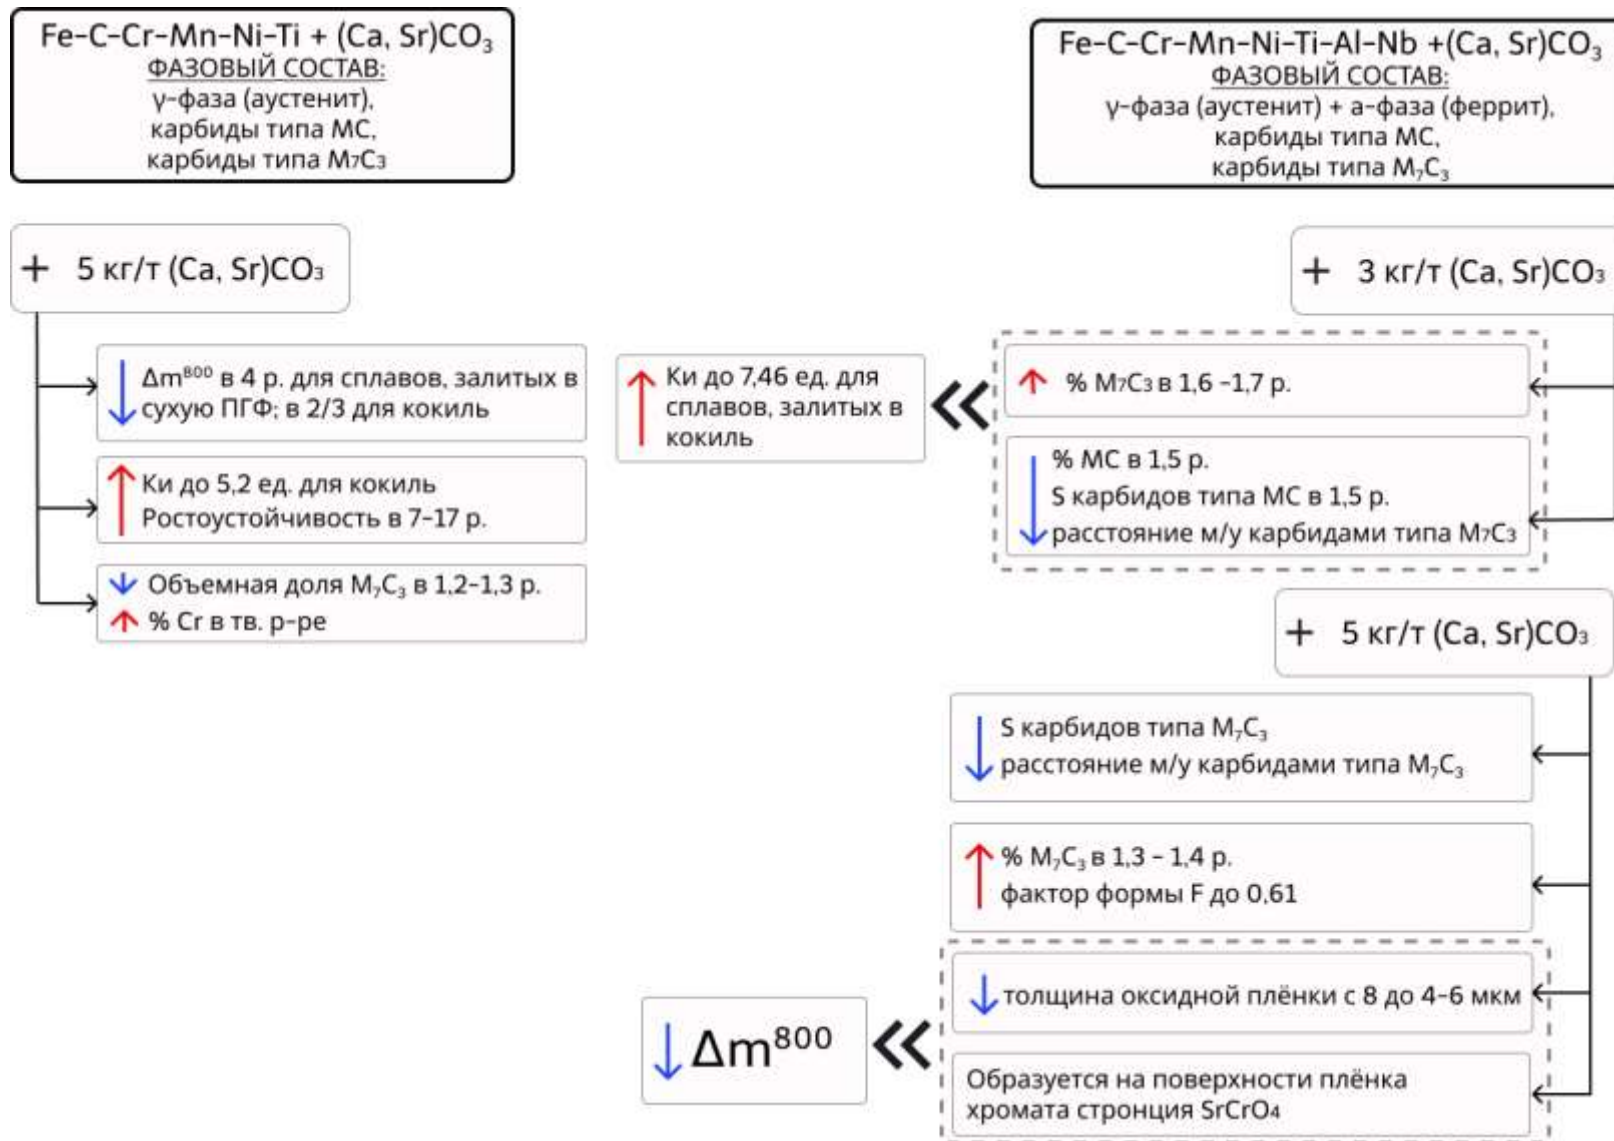 Fe-C-Cr-Mn-Ni-Ti + (Ca, Sr)CO₃
ФАЗОВЫЙ СОСТАВ:
γ-фаза (аустенит),
карбиды типа МС,
карбиды типа M₇C₃
+ 5 кг/т (Ca, Sr)CO₃
Δm⁸⁰⁰ в 4 р. для сплавов, залитых в
сухую ПГФ; в 2/3 для кокиль
Ки до 5,2 ед. для кокиль
Ростоустойчивость в 7-17 р.
Объемная доля M₇C₃ в 1,2-1,3 р.
% Cr в тв. р-ре
Fe-C-Cr-Mn-Ni-Ti-Al-Nb +(Ca, Sr)CO₃
ФАЗОВЫЙ СОСТАВ:
γ-фаза (аустенит) + а-фаза (феррит),
карбиды типа МС,
карбиды типа M₇C₃
+ 3 кг/т (Ca, Sr)CO₃
% M₇C₃ в 1,6 -1,7 р.
% МС в 1,5 р.
S карбидов типа МС в 1,5 р.
расстояние м/у карбидами типа M₇C₃
Ки до 7,46 ед. для
сплавов, залитых в
кокиль
+ 5 кг/т (Ca, Sr)CO₃
S карбидов типа M₇C₃
расстояние м/у карбидами типа M₇C₃
% M₇C₃ в 1,3 - 1,4 р.
фактор формы F до 0,61
толщина оксидной плёнки с 8 до 4-6 мкм
Образуется на поверхности плёнка
хромата стронция SrCrO₄
Δm⁸⁰⁰